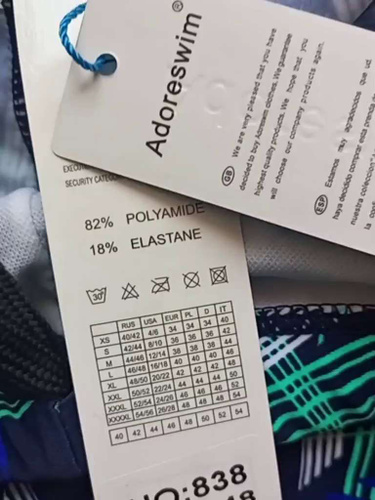 Adoreswim®
GB We are very pleased that you have
decided to buy Adoreswim clothes. We guarantee
highest quality products. We hope that you
will choose our company products again.
ESP Estamos muy agradecidos que ud
haya decidido comprar esta prenda de
nuestra coleccion
la
SECURITY
82% POLYAMIDE
18% ELASTANE
30°
RUS USA EUR PL D IT
XS 40/42 4/6 34 34 34 40
S 42/44 8/10 36 36 36 42
M 44/46 12/14 38 38 38 44
L 46/48 16/18 40 40 40 46
XL 48/50 20/22 42 42 42 48
XXL 50/52 22/24 44 44 44 50
XXXL 52/54 24/26 46 46 46 52
XXXXL 54/56 26/28 48 48 48 54
40 42 44 46 48 50 52 54
NO:838